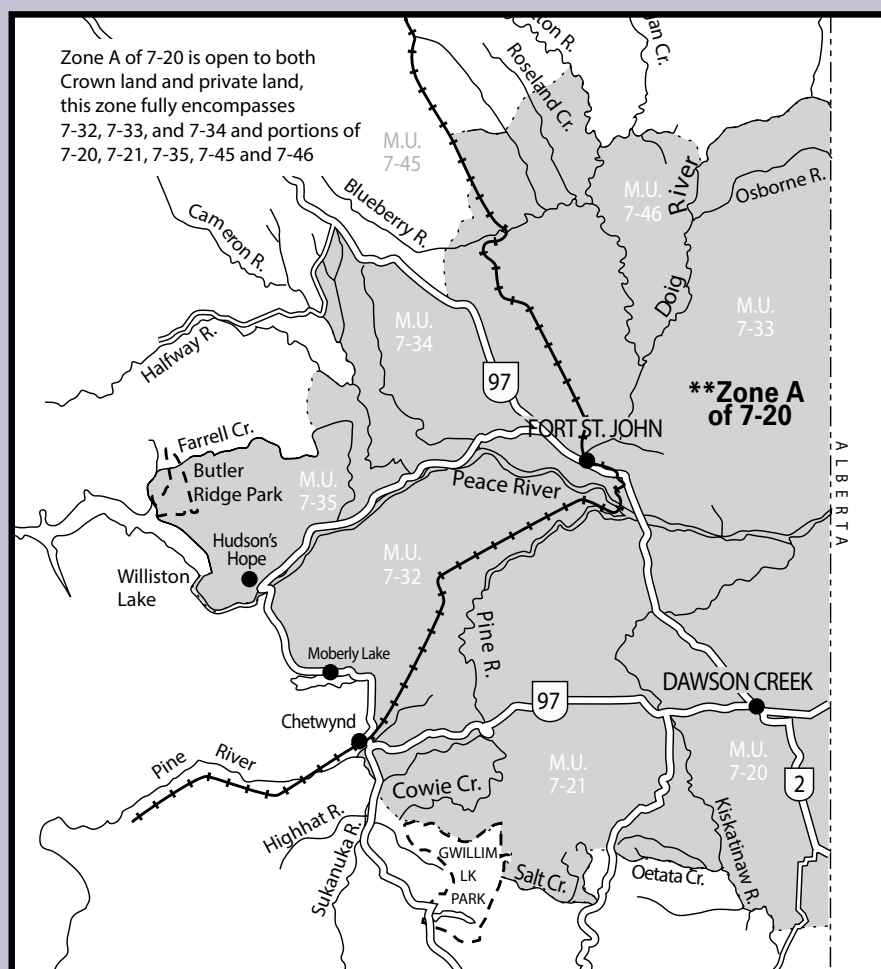 Zone A of 7-20 is open to both
Crown land and private land,
this zone fully encompasses
7-32, 7-33, and 7-34 and portions of
7-20, 7-21, 7-35, 7-45 and 7-46
Roseland Cr.
M.U.
7-45
Blueberry R.
M.U.
7-46
Doig River
Osborne R.
Cameron R.
M.U.
7-34
M.U.
7-33
Halfway R.
97
**Zone A
of 7-20
FORT ST. JOHN
Farrell Cr.
Butler
Ridge Park
M.U.
7-35
Peace River
ALBERTA
Hudson's
Hope
M.U.
7-32
Williston
Lake
Pine R.
Moberly Lake
DAWSON CREEK
97
Chetwynd
M.U.
7-21
M.U.
7-20
2
Pine River
Cowie Cr.
Highhat R.
Sukanuka R.
GWILLIM
LK
PARK
Salt Cr.
Oetata Cr.
Kiskatinaw R.